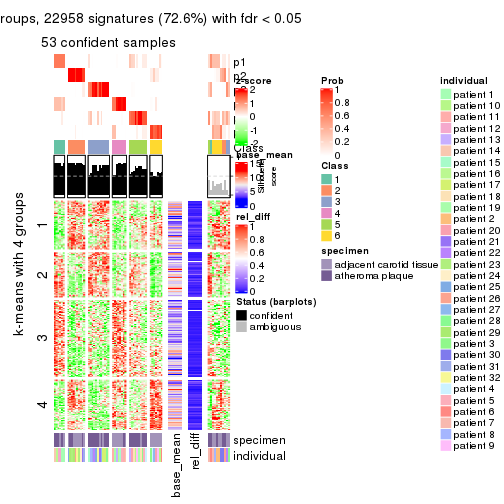 roups, 22958 signatures (72.6%) with fdr < 0.05
53 confident samples
p1
p2
Class
silhouette
score
k-means with 4 groups
1
2
3
4
specimen
individual
base_mean
rel_diff
z-score
2
1
0
-1
-2
base_mean
15
10
5
0
rel_diff
1
0.8
0.6
0.4
0.2
0
Status (barplots)
confident
ambiguous
Prob
1
0.8
0.6
0.4
0.2
0
Class
1
2
3
4
5
6
specimen
adjacent carotid tissue
atheroma plaque
individual
patient 1
patient 10
patient 11
patient 12
patient 13
patient 14
patient 15
patient 16
patient 17
patient 18
patient 19
patient 2
patient 20
patient 21
patient 22
patient 23
patient 24
patient 25
patient 26
patient 27
patient 28
patient 29
patient 3
patient 30
patient 31
patient 32
patient 4
patient 5
patient 6
patient 7
patient 8
patient 9